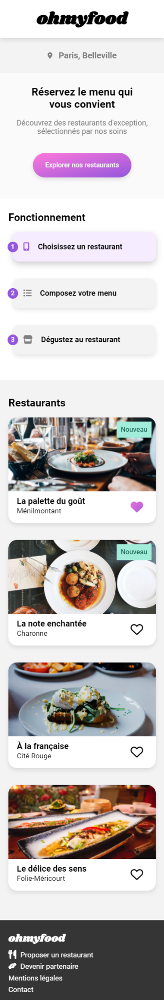 ohmyfood
Paris, Belleville
Réservez le menu qui
vous convient
Découvrez des restaurants d'exception,
sélectionnés par nos soins
Explorer nos restaurants
Fonctionnement
1 Choisissez un restaurant
2 Composez votre menu
3 Dégustez au restaurant
Restaurants
Nouveau
La palette du goût
Ménilmontant
Nouveau
La note enchantée
Charonne
À la française
Cité Rouge
Le délice des sens
Folie-Méricourt
ohmyfood
Proposer un restaurant
Devenir partenaire
Mentions légales
Contact